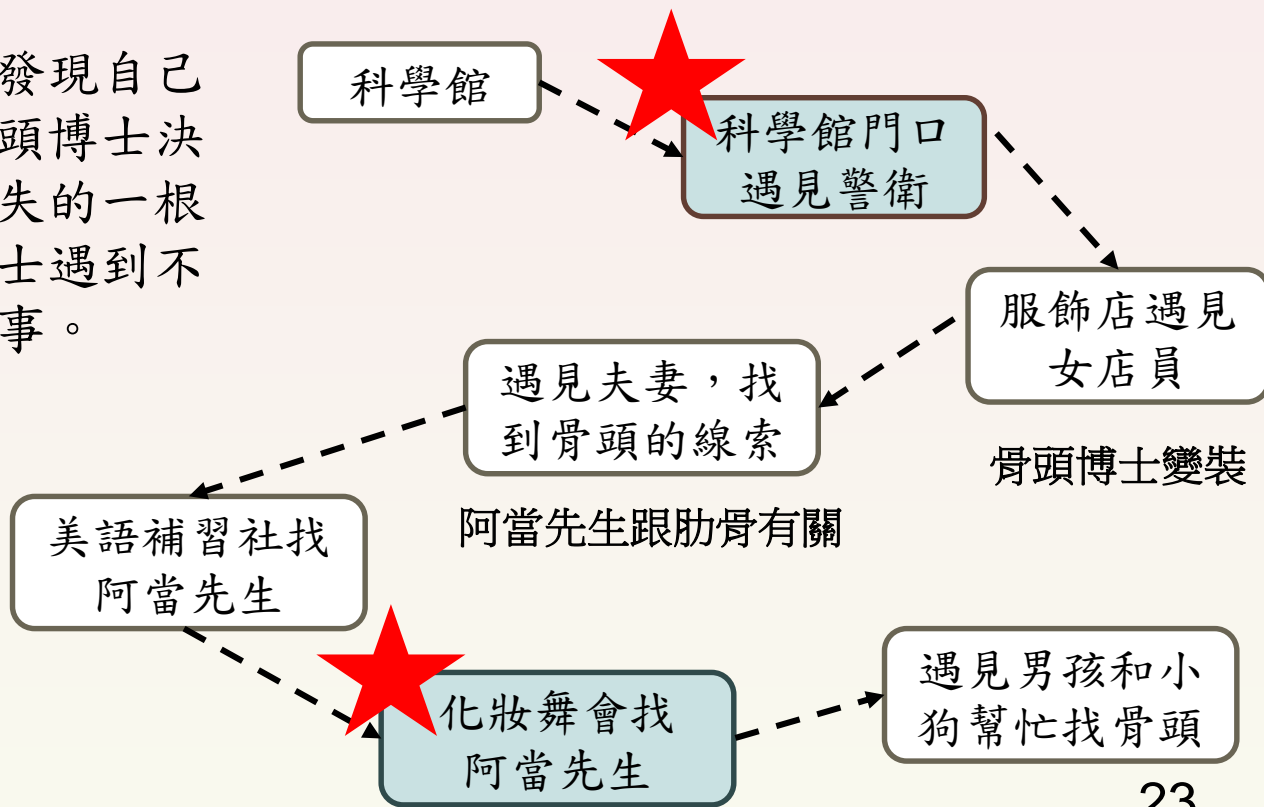 發現自己
頭博士決
失的一根
士遇到不
事。
科學館
科學館門口
遇見警衛
服飾店遇見
女店員
骨頭博士變裝
遇見夫妻，找
到骨頭的線索
阿當先生跟肋骨有關
美語補習社找
阿當先生
化妝舞會找
阿當先生
遇見男孩和小
狗幫忙找骨頭
23